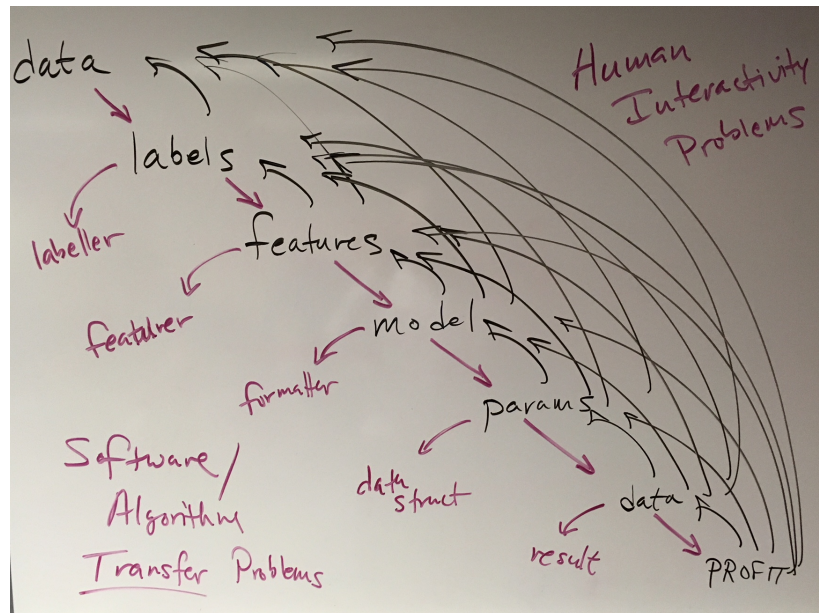 data
Human
Interactivity
Problems
labels
labeller
features
featurer
model
formatter
params
data
struct
data
result
PROFIT
Software /
Algorithm
Transfer Problems